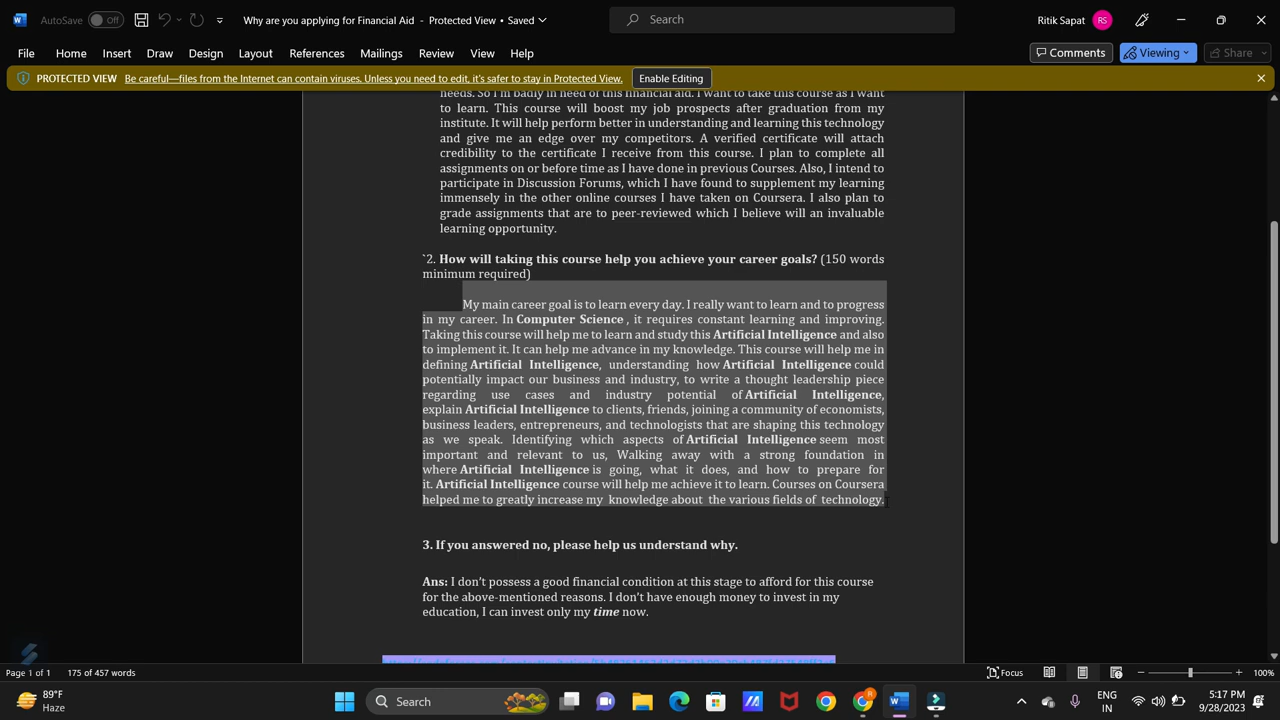 AutoSave
Off
Why are you applying for Financial Aid - Protected View • Saved
Search
Ritik Sapat
RS
File
Home
Insert
Draw
Design
Layout
References
Mailings
Review
View
Help
Comments
Viewing
Share
PROTECTED VIEW
Be careful—files from the Internet can contain viruses. Unless you need to edit, it's safer to stay in Protected View.
Enable Editing
needs. So I'm badly in need of this financial aid. I want to take this course as I want
to learn. This course will boost my job prospects after graduation from my
institute. It will help perform better in understanding and learning this technology
and give me an edge over my competitors. A verified certificate will attach
credibility to the certificate I receive from this course. I plan to complete all
assignments on or before time as I have done in previous Courses. Also, I intend to
participate in Discussion Forums, which I have found to supplement my learning
immensely in the other online courses I have taken on Coursera. I also plan to
grade assignments that are to peer-reviewed which I believe will an invaluable
learning opportunity.
`2. How will taking this course help you achieve your career goals? (150 words
minimum required)
My main career goal is to learn every day. I really want to learn and to progress
in my career. In Computer Science , it requires constant learning and improving.
Taking this course will help me to learn and study this Artificial Intelligence and also
to implement it. It can help me advance in my knowledge. This course will help me in
defining Artificial Intelligence, understanding how Artificial Intelligence could
potentially impact our business and industry, to write a thought leadership piece
regarding use cases and industry potential of Artificial Intelligence,
explain Artificial Intelligence to clients, friends, joining a community of economists,
business leaders, entrepreneurs, and technologists that are shaping this technology
as we speak. Identifying which aspects of Artificial Intelligence seem most
important and relevant to us, Walking away with a strong foundation in
where Artificial Intelligence is going, what it does, and how to prepare for
it. Artificial Intelligence course will help me achieve it to learn. Courses on Coursera
helped me to greatly increase my knowledge about the various fields of technology.
3. If you answered no, please help us understand why.
Ans: I don't possess a good financial condition at this stage to afford for this course
for the above-mentioned reasons. I don't have enough money to invest in my
education, I can invest only my time now.
Page 1 of 1
175 of 457 words
Focus
100%
89°F
Haze
Search
ENG
IN
5:17 PM
9/28/2023